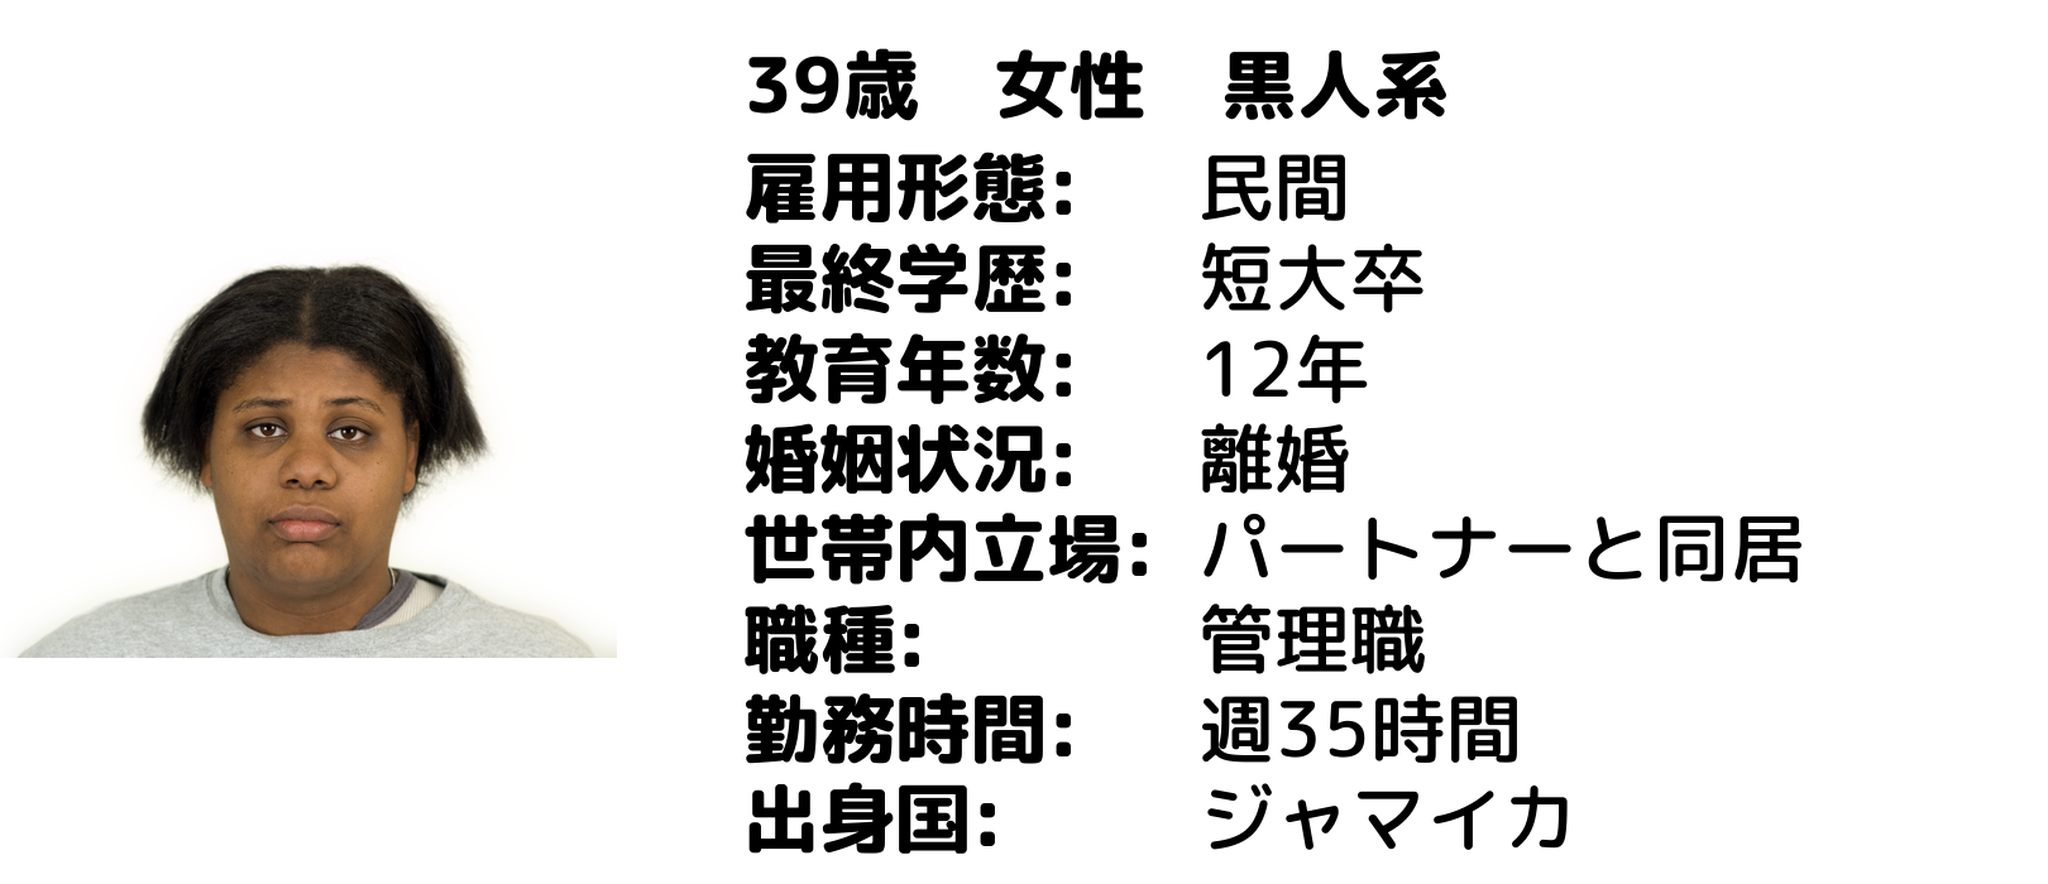 39歳　女性　黒人系
雇用形態:　民間
最終学歴:　短大卒
教育年数:　12年
婚姻状況:　離婚
世帯内立場:　パートナーと同居
職種:　管理職
勤務時間:　週35時間
出身国:　ジャマイカ